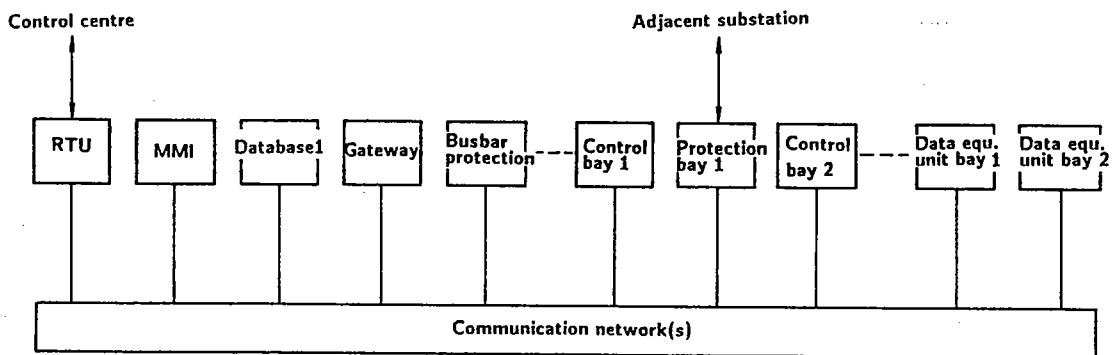 Control centre
Adjacent substation
RTU
MMI
Database1
Gateway
Busbar
protection
Control
bay 1
Protection
bay 1
Control
bay 2
Data equ.
unit bay 1
Data equ.
unit bay 2
Communication network(s)